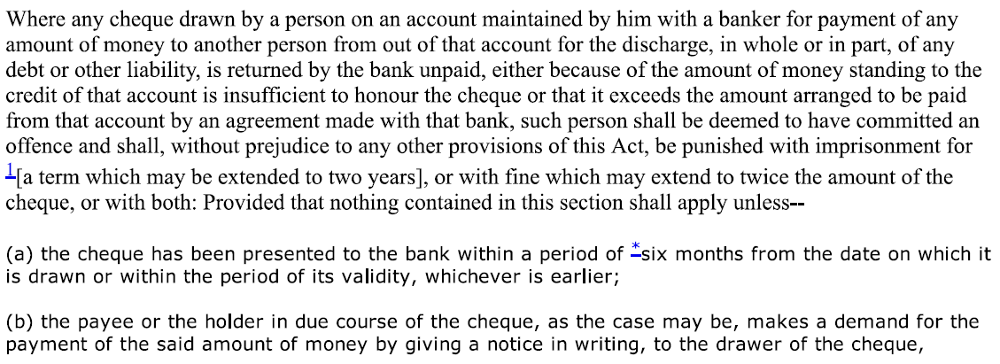 Where any cheque drawn by a person on an account maintained by him with a banker for payment of any
amount of money to another person from out of that account for the discharge, in whole or in part, of any
debt or other liability, is returned by the bank unpaid, either because of the amount of money standing to the
credit of that account is insufficient to honour the cheque or that it exceeds the amount arranged to be paid
from that account by an agreement made with that bank, such person shall be deemed to have committed an
offence and shall, without prejudice to any other provisions of this Act, be punished with imprisonment for
1[a term which may be extended to two years], or with fine which may extend to twice the amount of the
cheque, or with both: Provided that nothing contained in this section shall apply unless--
(a) the cheque has been presented to the bank within a period of *six months from the date on which it
is drawn or within the period of its validity, whichever is earlier;
(b) the payee or the holder in due course of the cheque, as the case may be, makes a demand for the
payment of the said amount of money by giving a notice in writing, to the drawer of the cheque,